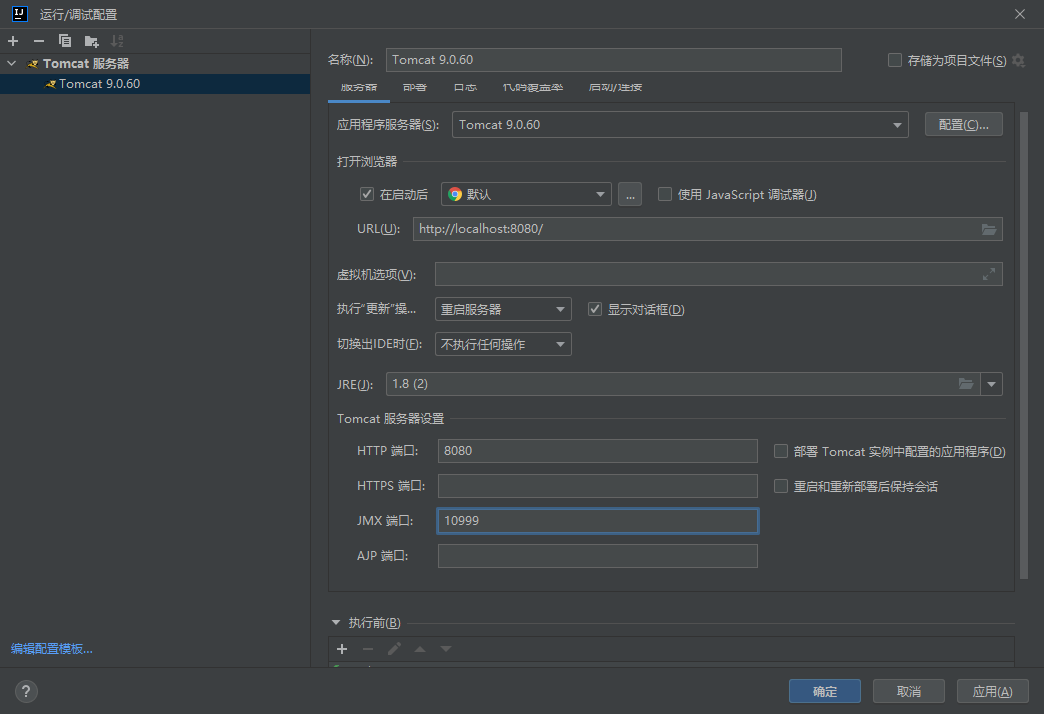 运行/调试配置
Tomcat 服务器
Tomcat 9.0.60
名称(N):
Tomcat 9.0.60
存储为项目文件(S)
服务器 部署 日志 代码覆盖率 启动/连接
应用程序服务器(S):
Tomcat 9.0.60
配置(C)...
打开浏览器
在启动后
默认
...
使用 JavaScript 调试器(J)
URL(U):
http://localhost:8080/
虚拟机选项(V):
执行"更新"操...
重启服务器
显示对话框(D)
切换出IDE时(F):
不执行任何操作
JRE(J):
1.8 (2)
Tomcat 服务器设置
HTTP 端口:
8080
部署 Tomcat 实例中配置的应用程序(D)
HTTPS 端口:
重启和重新部署后保持会话
JMX 端口:
10999
AJP 端口:
执行前(B)
编辑配置模板...
?
确定
取消
应用(A)